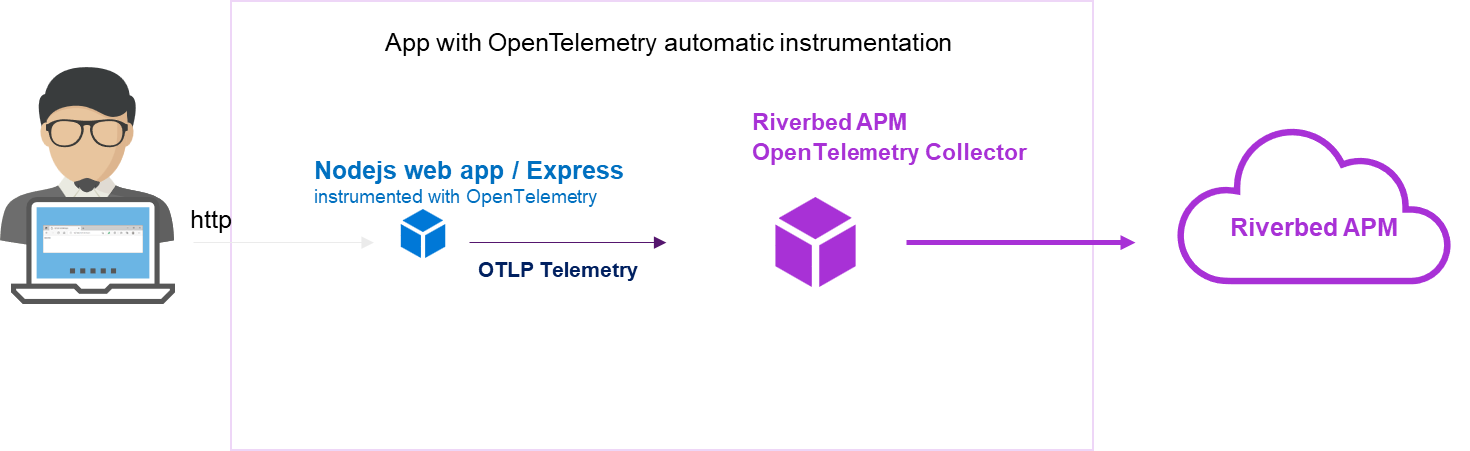 App with OpenTelemetry automatic instrumentation
Riverbed APM
OpenTelemetry Collector
Nodejs web app / Express
instrumented with OpenTelemetry
http
OTLP Telemetry
Riverbed APM